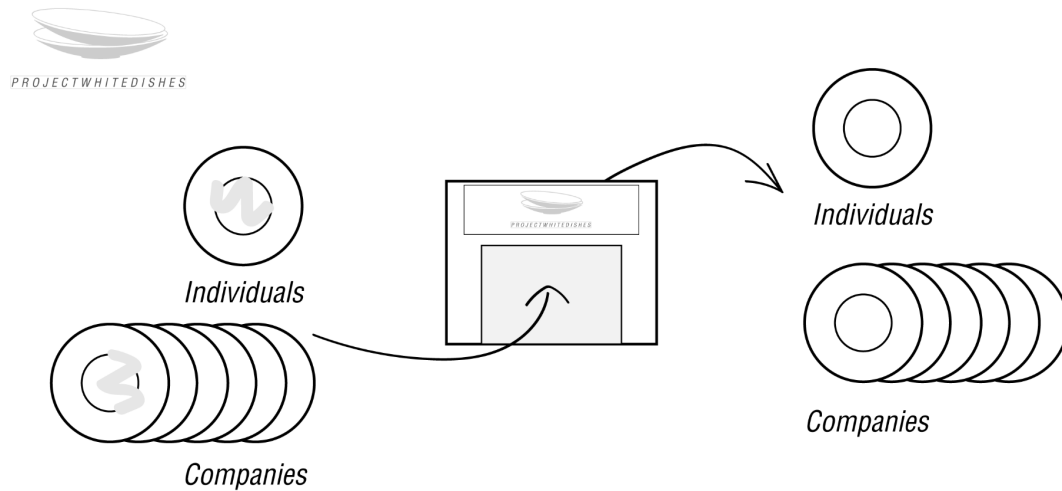 PROJECTWHITEDISHES
Individuals
Companies
PROJECTWHITEDISHES
Individuals
Companies